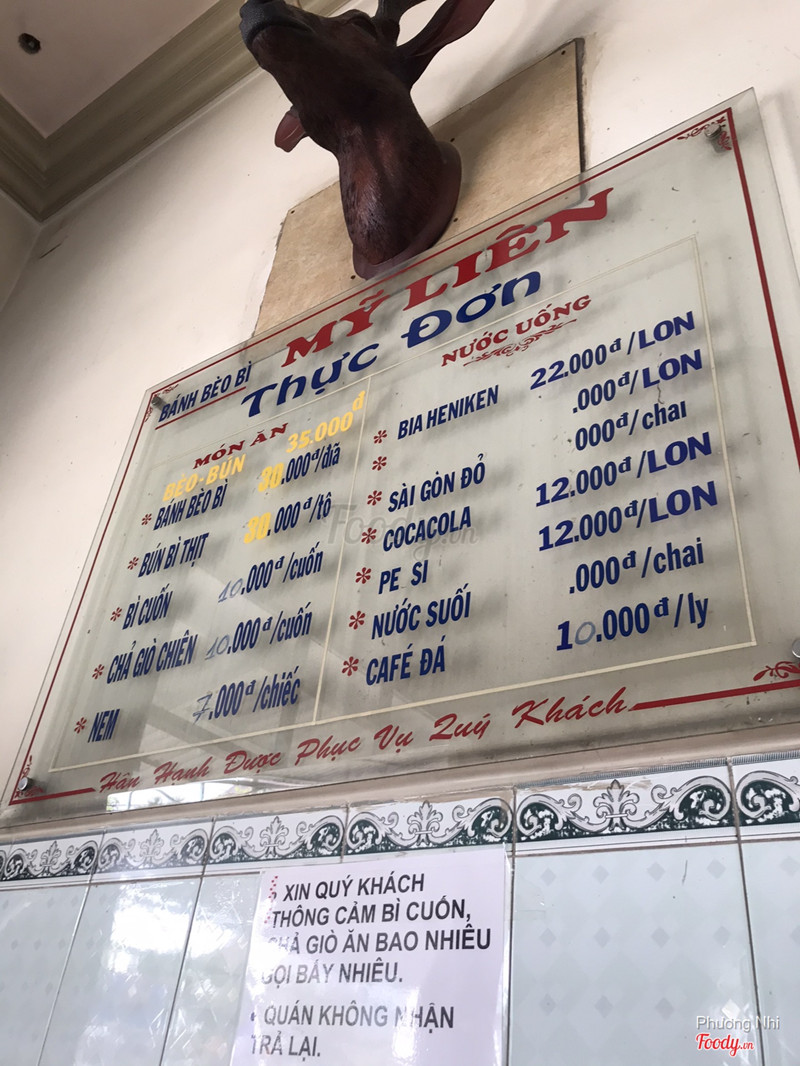 BÁNH BÈO BÌ
MỸ LIÊN
Thực Đơn
MÓN ĂN
BÈO-BÚN 35.000đ
* BÁNH BÈO BÌ 30.000đ/đĩa
* BÚN BÌ THỊT 30.000đ/tô
* BÌ CUỐN 10.000đ/cuốn
* CHẢ GIÒ CHIÊN 10.000đ/cuốn
* NEM 7.000đ/chiếc
NƯỚC UỐNG
* BIA HENIKEN 22.000đ/LON
* .000đ/LON
* SÀI GÒN ĐỎ 000đ/chai
* COCACOLA 12.000đ/LON
* PE SI 12.000đ/LON
* NƯỚC SUỐI .000đ/chai
* CAFÉ ĐÁ 10.000đ/ly
Hân Hạnh Được Phục Vụ Quý Khách
XIN QUÝ KHÁCH
THÔNG CẢM BÌ CUỐN,
CHẢ GIÒ ĂN BAO NHIÊU
GỌI BẤY NHIÊU.
• QUÁN KHÔNG NHẬN
TRẢ LẠI.
Foody.vn
Phương Nhi
Foody.vn